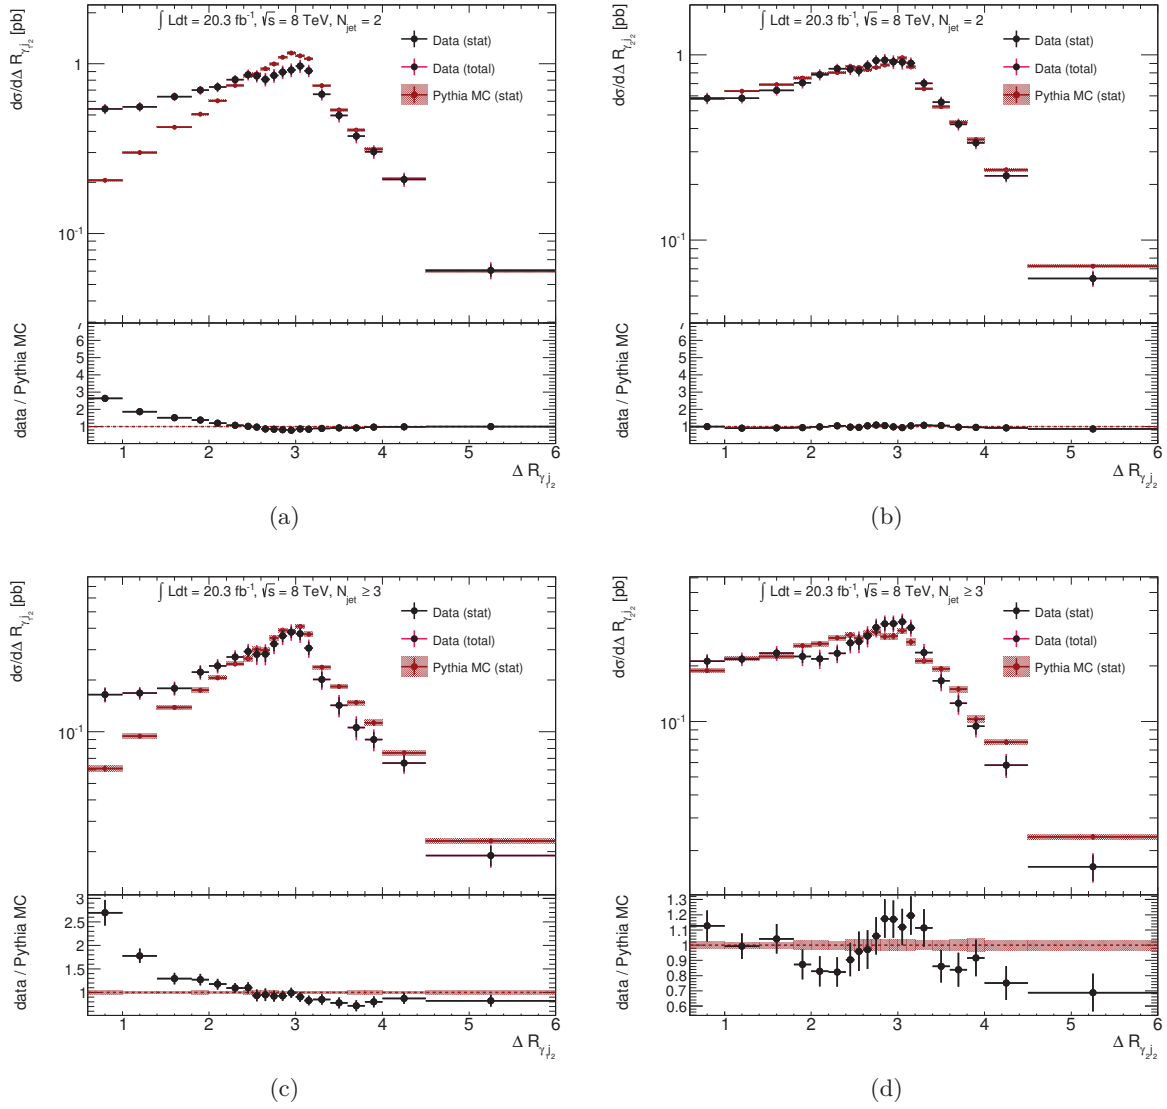 ∫ Ldt = 20.3 fb⁻¹, √s = 8 TeV, N_jet = 2
Data (stat)
Data (total)
Pythia MC (stat)
dσ/dΔ R_γ₁j₂ [pb]
1
10⁻¹
data / Pythia MC
7
6
5
4
3
2
1
1 2 3 4 5 6
Δ R_γ₁j₂
(a)
∫ Ldt = 20.3 fb⁻¹, √s = 8 TeV, N_jet = 2
Data (stat)
Data (total)
Pythia MC (stat)
dσ/dΔ R_γ₂j₂ [pb]
1
10⁻¹
data / Pythia MC
7
6
5
4
3
2
1
1 2 3 4 5 6
Δ R_γ₂j₂
(b)
∫ Ldt = 20.3 fb⁻¹, √s = 8 TeV, N_jet ≥ 3
Data (stat)
Data (total)
Pythia MC (stat)
dσ/dΔ R_γ₁j₂ [pb]
10⁻¹
data / Pythia MC
3
2.5
2
1.5
1
1 2 3 4 5 6
Δ R_γ₁j₂
(c)
∫ Ldt = 20.3 fb⁻¹, √s = 8 TeV, N_jet ≥ 3
Data (stat)
Data (total)
Pythia MC (stat)
dσ/dΔ R_γ₂j₂ [pb]
10⁻¹
data / Pythia MC
1.3
1.2
1.1
1
0.9
0.8
0.7
0.6
1 2 3 4 5 6
Δ R_γ₂j₂
(d)